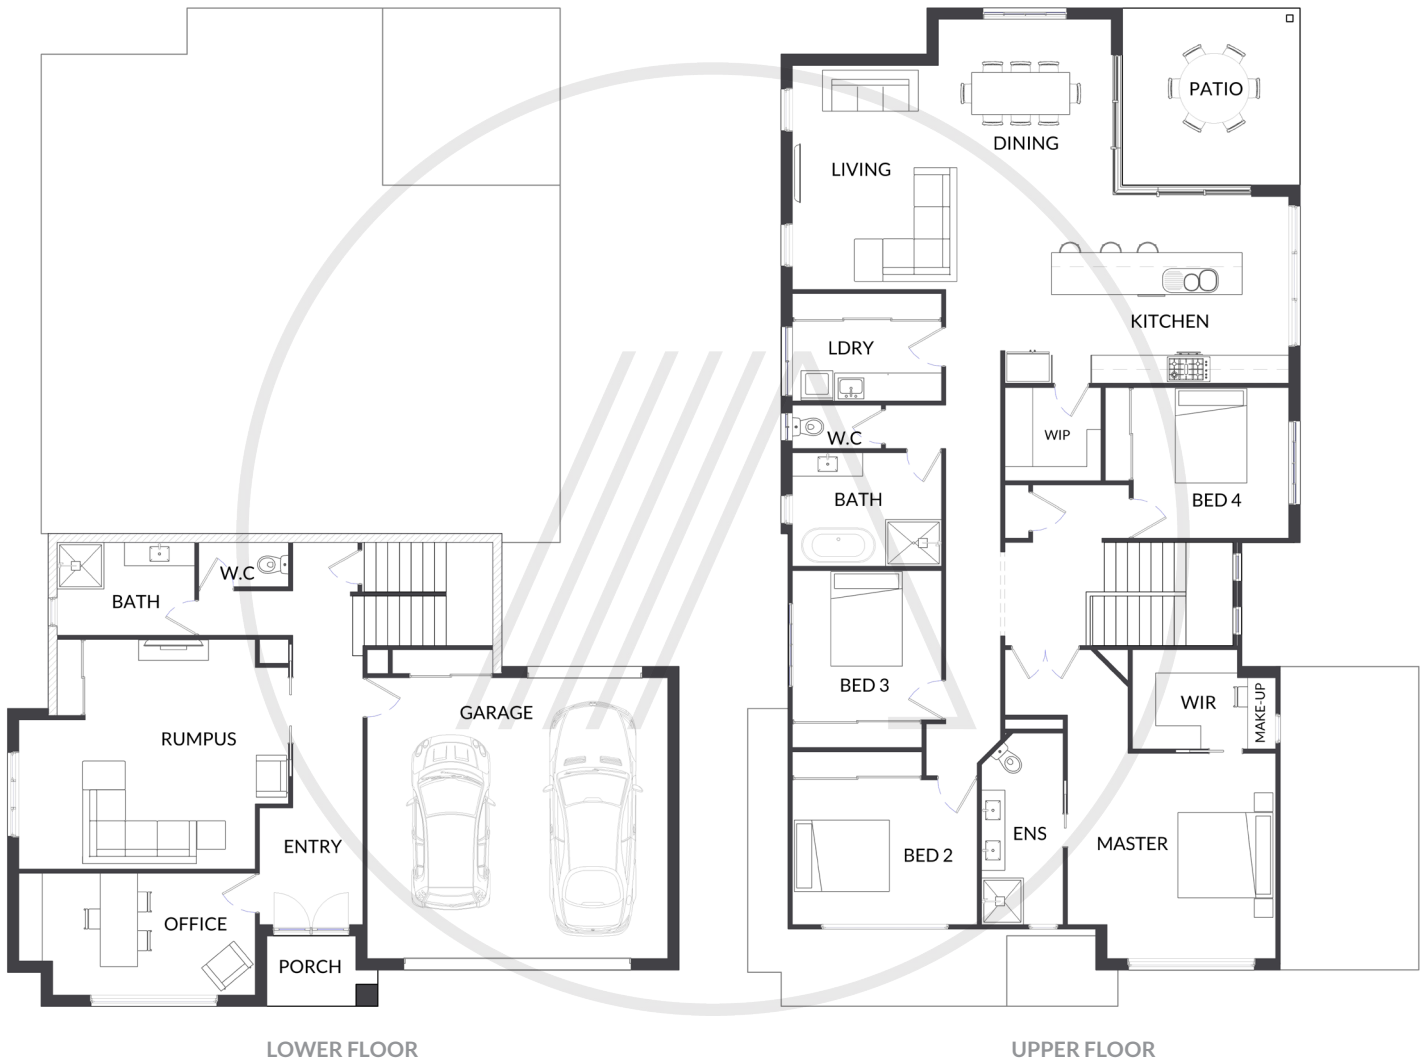 W.C
BATH
RUMPUS
GARAGE
ENTRY
OFFICE
PORCH
LOWER FLOOR
PATIO
DINING
LIVING
KITCHEN
LDRY
W.C
WIP
BATH
BED 4
BED 3
WIR
MAKE-UP
ENS
MASTER
BED 2
UPPER FLOOR